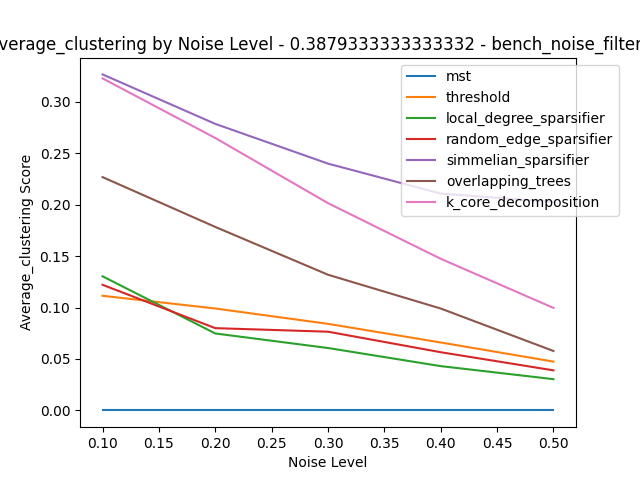 verage_clustering by Noise Level - 0.3879333333333332 - bench_noise_filter
mst
threshold
local_degree_sparsifier
random_edge_sparsifier
simmelian_sparsifier
overlapping_trees
k_core_decomposition
Average_clustering Score
0.30
0.25
0.20
0.15
0.10
0.05
0.00
0.10 0.15 0.20 0.25 0.30 0.35 0.40 0.45 0.50
Noise Level